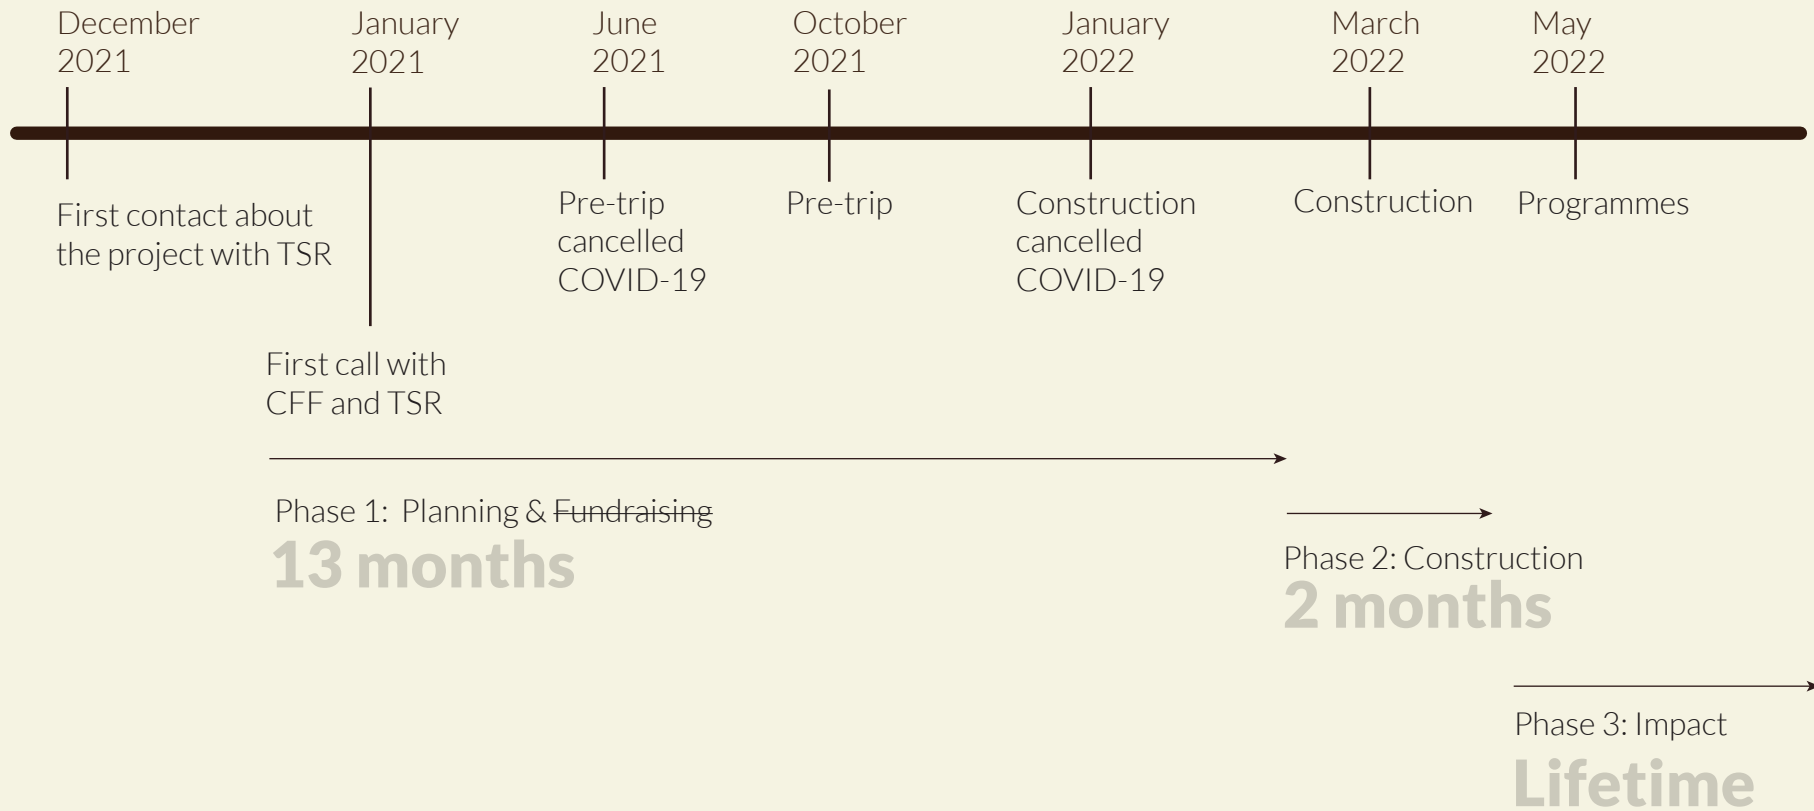 December
2021
January
2021
June
2021
October
2021
January
2022
March
2022
May
2022
First contact about
the project with TSR
First call with
CFF and TSR
Pre-trip
cancelled
COVID-19
Pre-trip
Construction
cancelled
COVID-19
Construction
Programmes
Phase 1: Planning & Fundraising
13 months
Phase 2: Construction
2 months
Phase 3: Impact
Lifetime